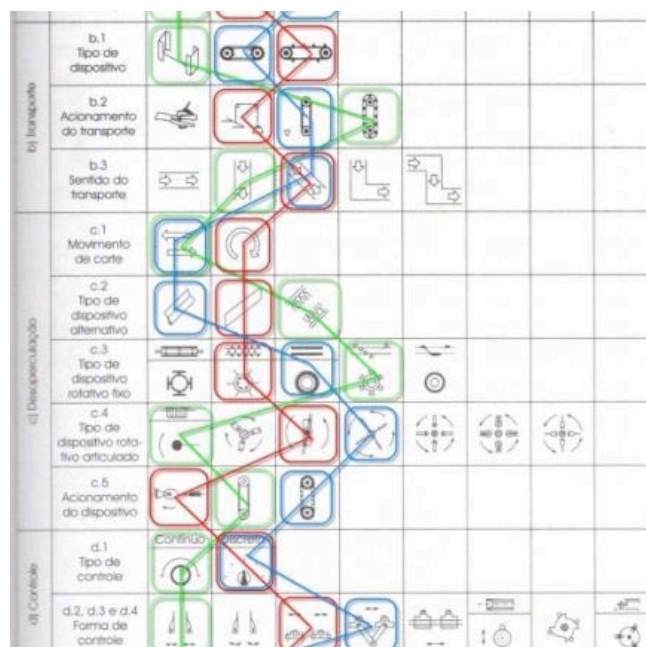 b) Transporte
b.1
Tipo de
dispositivo
b.2
Acionamento
do transporte
b.3
Sentido do
transporte
c) Desoperculação
c.1
Movimento
de corte
c.2
Tipo de
dispositivo
alternativo
c.3
Tipo de
dispositivo
rotativo fixo
c.4
Tipo de
dispositivo rota-
tivo articulado
c.5
Acionamento
do dispositivo
d) Controle
d.1
Tipo de
controle
Contínuo
Discreto
d.2, d.3 e d.4
Forma de
controle